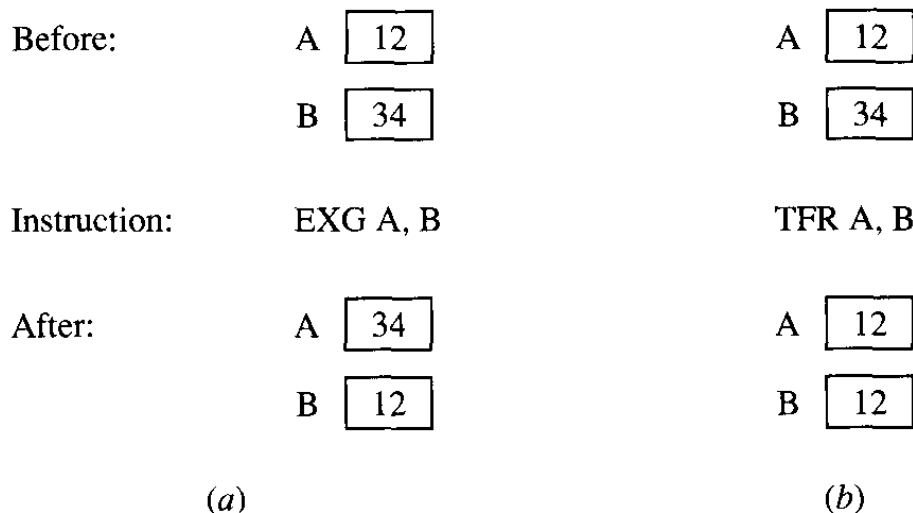 Before: A 12 A 12
B 34 B 34
Instruction: EXG A, B TFR A, B
After: A 34 A 12
B 12 B 12
(a) (b)